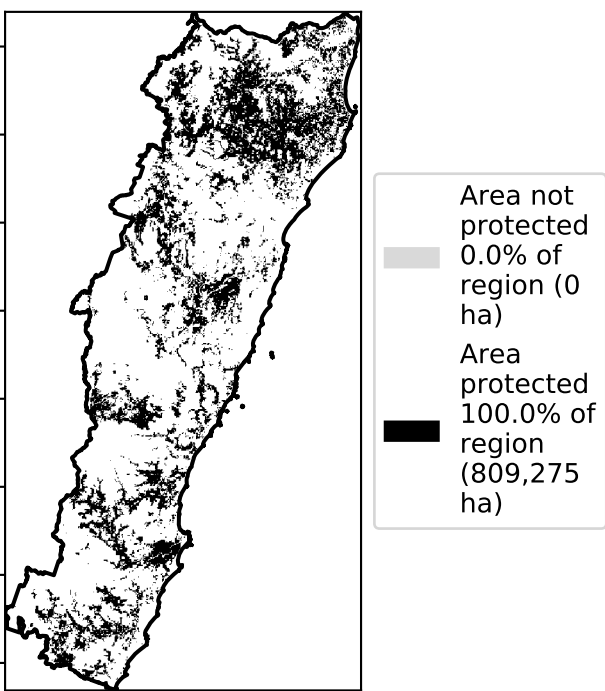 Area not
protected
0.0% of
region (0
ha)
Area
protected
100.0% of
region
(809,275
ha)